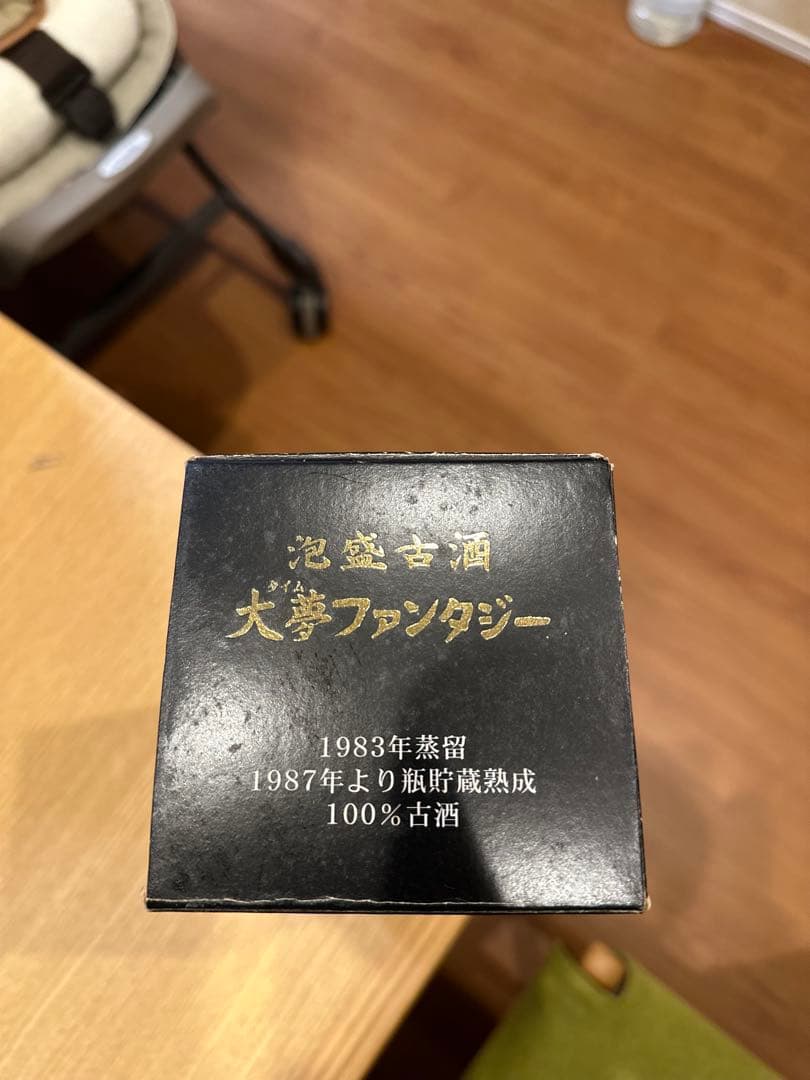 泡盛古酒
タイム
大夢ファンタジー
1983年蒸留
1987年より瓶貯蔵熟成
100%古酒